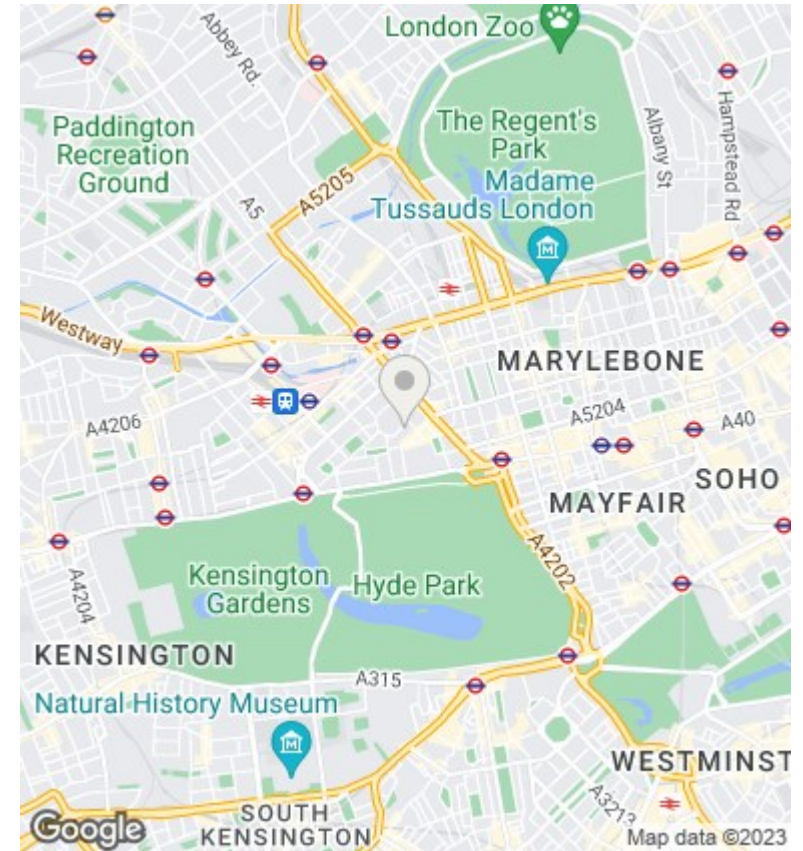 London Zoo
Abbey Rd.
Hampstead Rd
Albany St
Paddington
Recreation
Ground
The Regent's
Park
A5205
A5
Madame
Tussauds London
Westway
MARYLEBONE
A4206
A5204
A40
SOHO
MAYFAIR
A4202
Kensington
Gardens
Hyde Park
A4204
KENSINGTON
A315
Natural History Museum
WESTMINST
A3213
SOUTH
KENSINGTON
Google
Map data ©2023